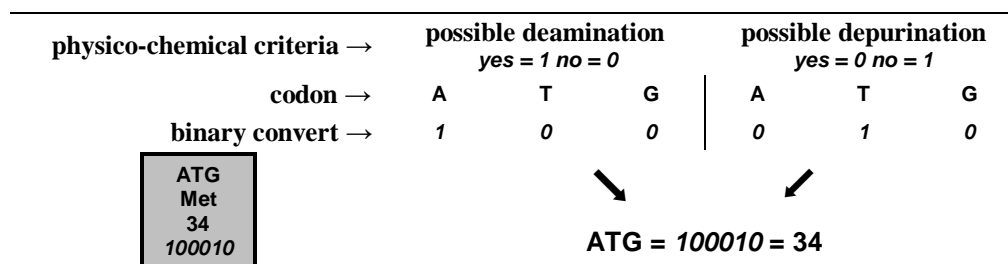 physico-chemical criteria → possible deamination possible depurination
yes = 1 no = 0 yes = 0 no = 1
codon → A T G A T G
binary convert → 1 0 0 0 1 0
ATG
Met
34
100010
ATG = 100010 = 34